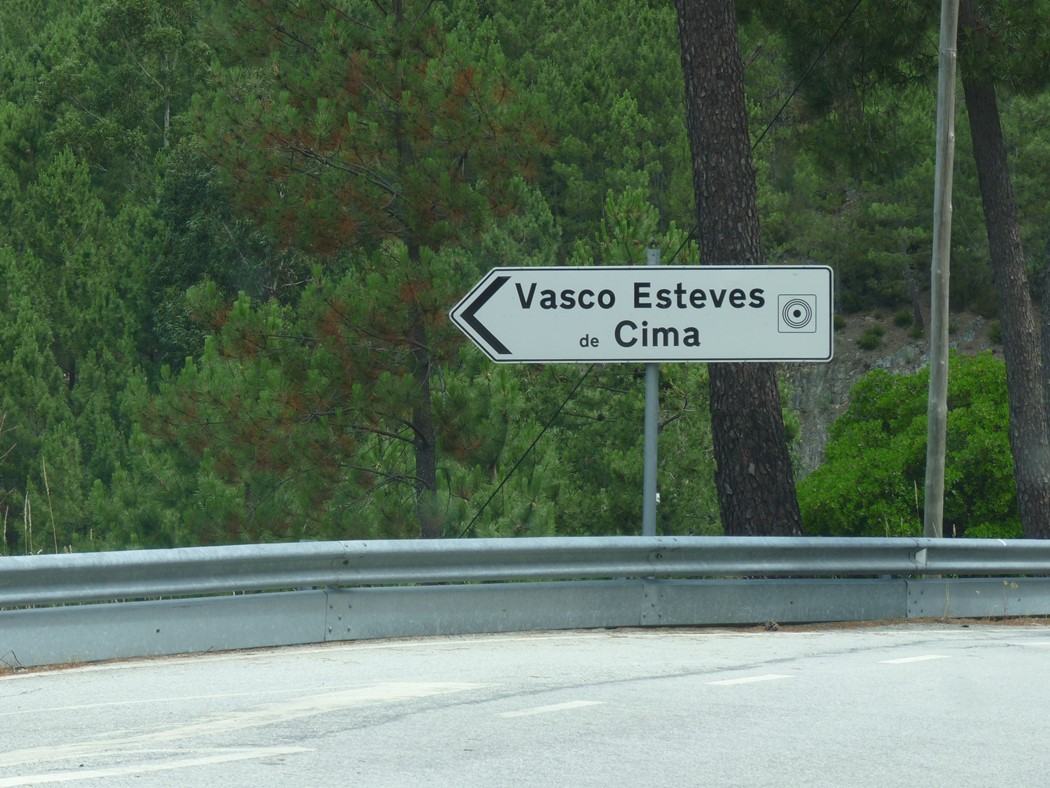 Vasco Esteves
de Cima